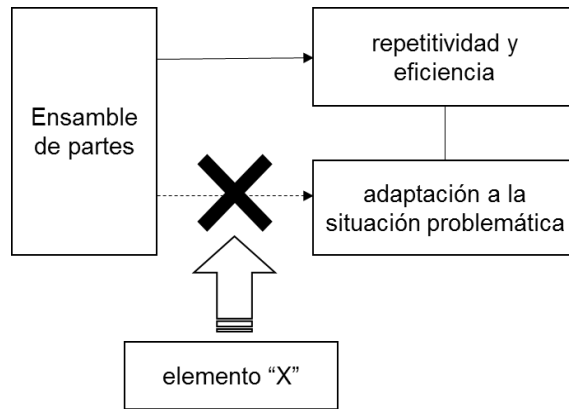 repetitividad y
eficiencia
Ensamble
de partes
adaptación a la
situación problemática
elemento “X”